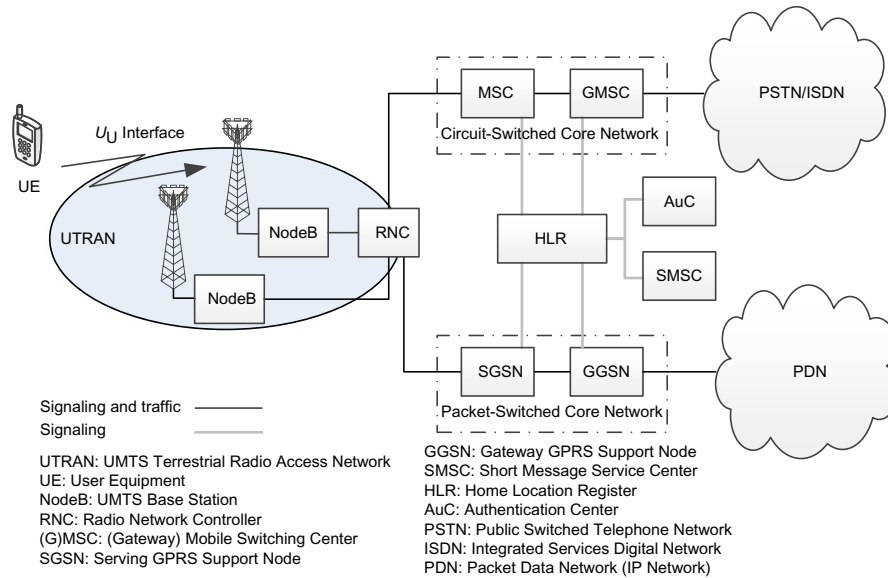 MSC
GMSC
Circuit-Switched Core Network
PSTN/ISDN
UU Interface
UE
UTRAN
NodeB
RNC
NodeB
HLR
AuC
SMSC
SGSN
GGSN
Packet-Switched Core Network
PDN
Signaling and traffic
Signaling
UTRAN: UMTS Terrestrial Radio Access Network
UE: User Equipment
NodeB: UMTS Base Station
RNC: Radio Network Controller
(G)MSC: (Gateway) Mobile Switching Center
SGSN: Serving GPRS Support Node
GGSN: Gateway GPRS Support Node
SMSC: Short Message Service Center
HLR: Home Location Register
AuC: Authentication Center
PSTN: Public Switched Telephone Network
ISDN: Integrated Services Digital Network
PDN: Packet Data Network (IP Network)